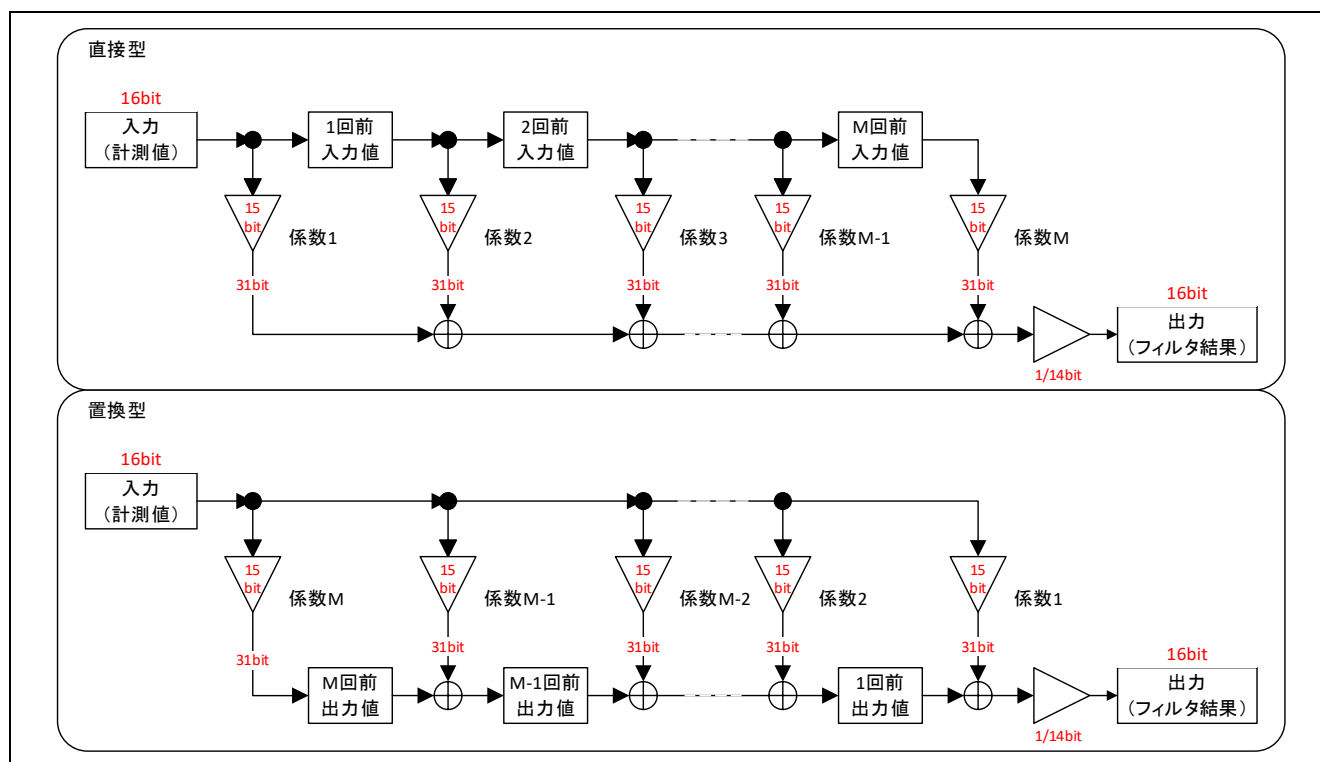 直接型
16bit
入力
(計測値)
1回前
入力値
2回前
入力値
M回前
入力値
15
bit
係数1
15
bit
係数2
15
bit
係数3
15
bit
係数M-1
15
bit
係数M
31bit
31bit
31bit
31bit
31bit
16bit
出力
(フィルタ結果)
1/14bit
置換型
16bit
入力
(計測値)
15
bit
係数M
15
bit
係数M-1
15
bit
係数M-2
15
bit
係数2
15
bit
係数1
31bit
31bit
31bit
31bit
31bit
M回前
出力値
M-1回前
出力値
1回前
出力値
16bit
出力
(フィルタ結果)
1/14bit